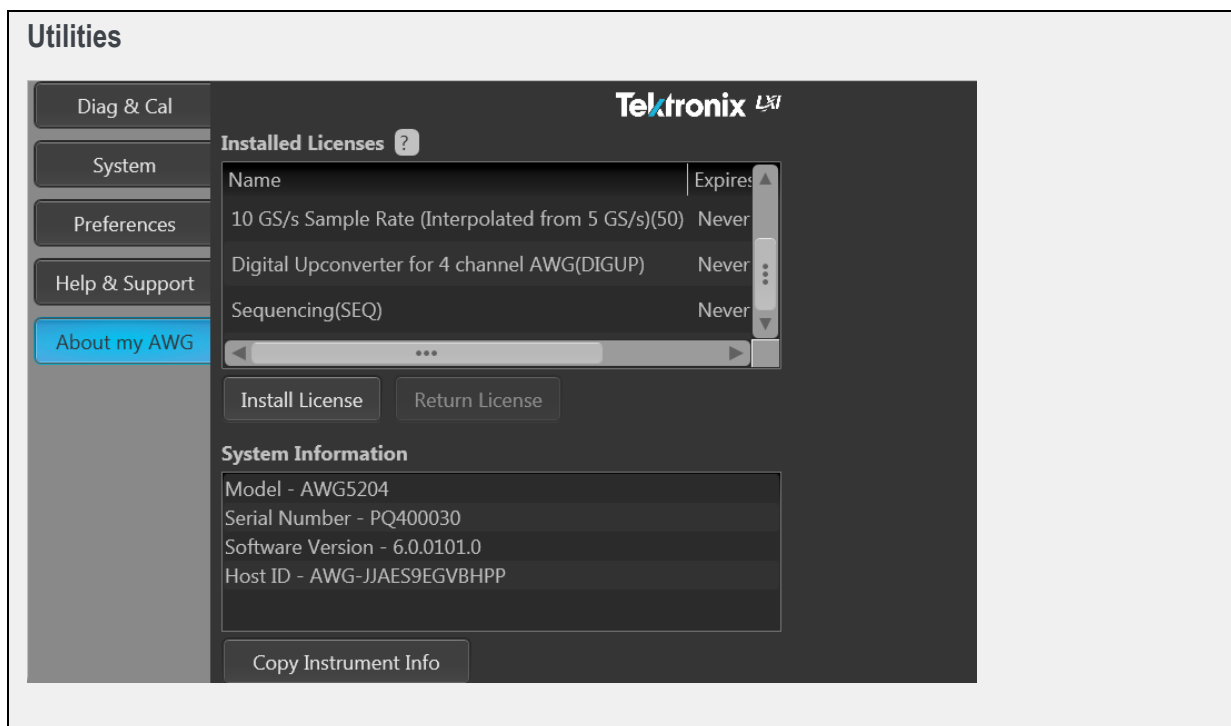 Utilities
Diag & Cal
System
Preferences
Help & Support
About my AWG
Tektronix LXI
Installed Licenses ?
Name Expires
10 GS/s Sample Rate (Interpolated from 5 GS/s)(50) Never
Digital Upconverter for 4 channel AWG(DIGUP) Never
Sequencing(SEQ) Never
Install License Return License
System Information
Model - AWG5204
Serial Number - PQ400030
Software Version - 6.0.0101.0
Host ID - AWG-JJAES9EGVBHPP
Copy Instrument Info